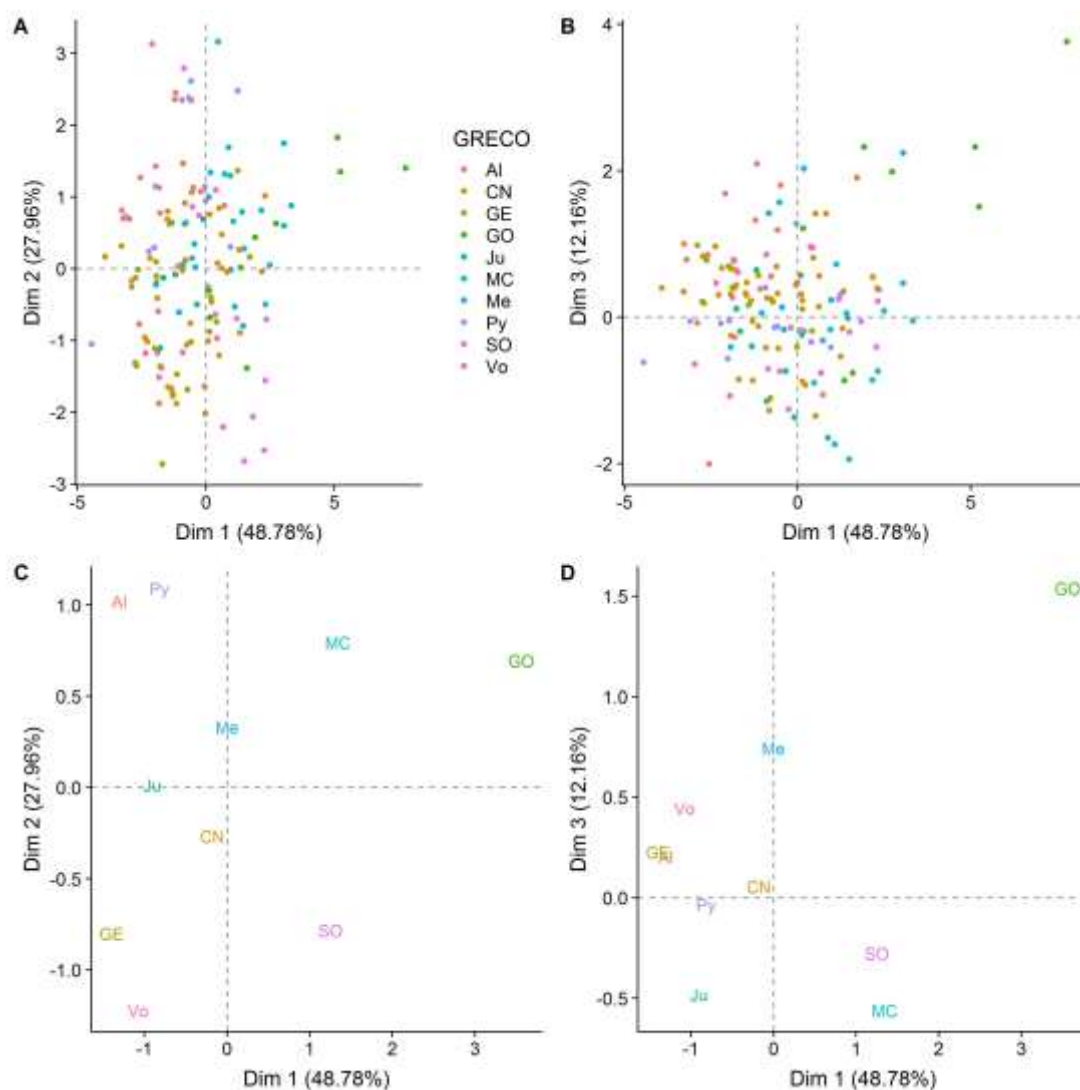 A
B
3
2
1
0
-1
-2
-3
Dim 2 (27.96%)
-5
0
5
Dim 1 (48.78%)
GRECO
Al
CN
GE
GO
Ju
MC
Me
Py
SO
Vo
4
2
0
-2
Dim 3 (12.16%)
-5
0
5
Dim 1 (48.78%)
C
1.0
0.5
0.0
-0.5
-1.0
Dim 2 (27.96%)
Al
Py
MC
GO
Me
Ju
CN
GE
SO
Vo
-1
0
1
2
3
Dim 1 (48.78%)
D
1.5
1.0
0.5
0.0
-0.5
Dim 3 (12.16%)
GO
Me
Vo
GE
Al
CN
Py
SO
Ju
MC
-1
0
1
2
3
Dim 1 (48.78%)